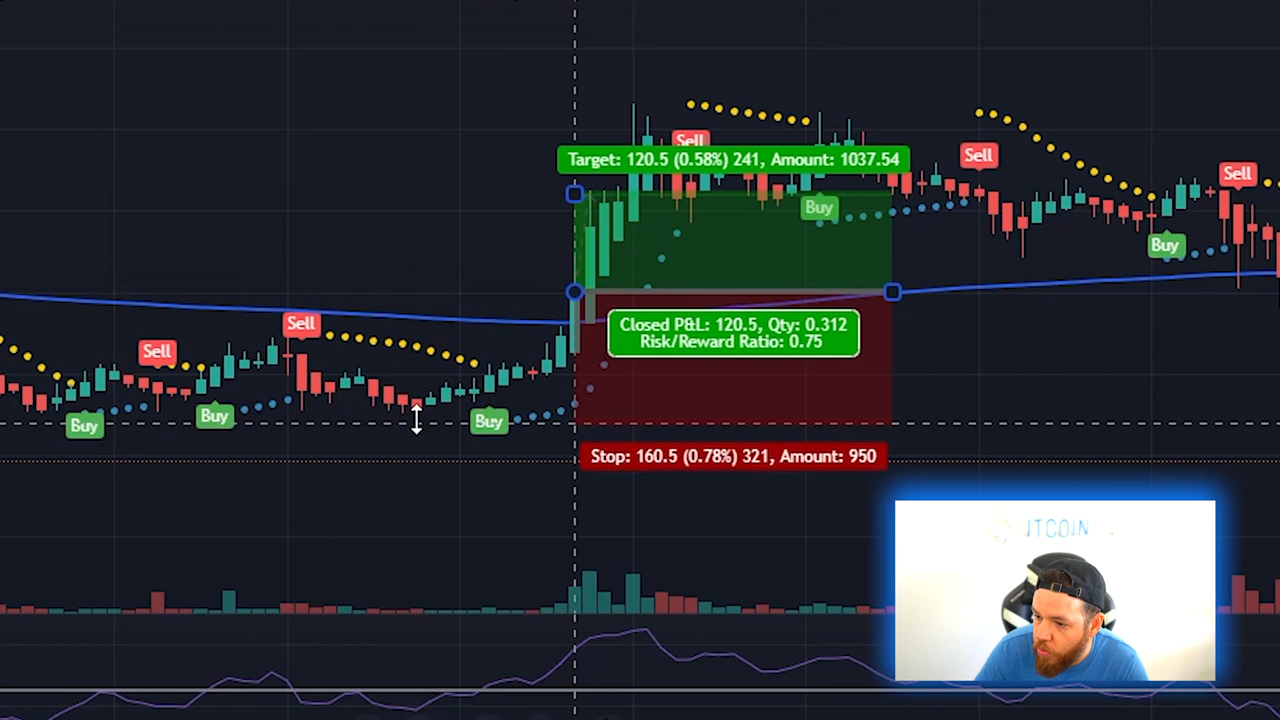 Sell
Target: 120.5 (0.58%) 241, Amount: 1037.54
Sell
Sell
Buy
Buy
Sell
Closed P&L: 120.5, Qty: 0.312
Risk/Reward Ratio: 0.75
Sell
Buy
Buy
Buy
Stop: 160.5 (0.78%) 321, Amount: 950
ITCOIN